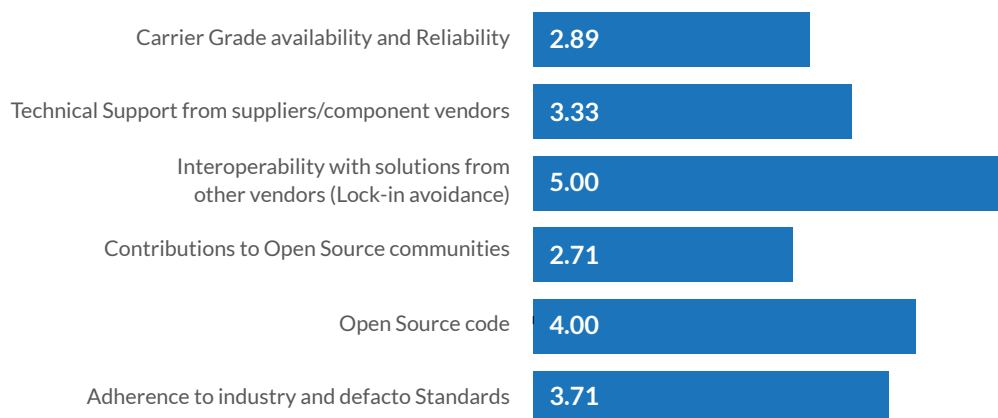 Carrier Grade availability and Reliability
2.89
Technical Support from suppliers/component vendors
3.33
Interoperability with solutions from
other vendors (Lock-in avoidance)
5.00
Contributions to Open Source communities
2.71
Open Source code
4.00
Adherence to industry and defacto Standards
3.71